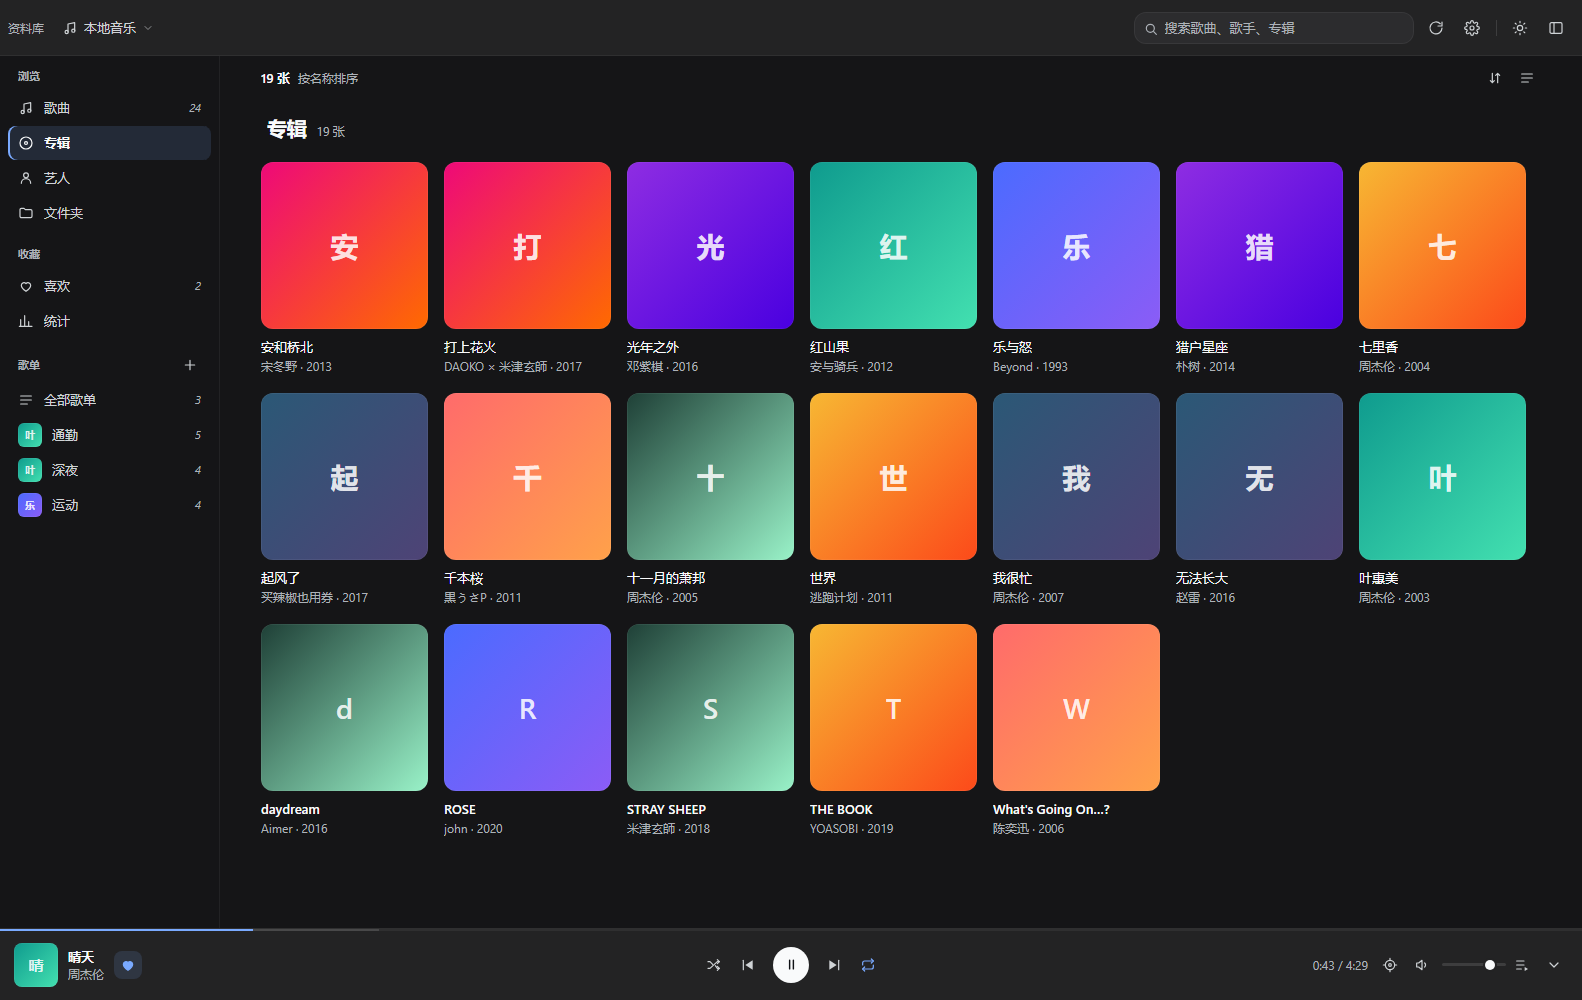 资料库
本地音乐
搜索歌曲、歌手、专辑
浏览
歌曲 24
专辑
艺人
文件夹
收藏
喜欢 2
统计
歌单
全部歌单 3
叶 通勤 5
叶 深夜 4
乐 运动 4
19 张 按名称排序
专辑 19 张
安
打
光
红
乐
猎
七
安和桥北
宋冬野 · 2013
打上花火
DAOKO × 米津玄師 · 2017
光年之外
邓紫棋 · 2016
红山果
安与骑兵 · 2012
乐与怒
Beyond · 1993
猎户星座
朴树 · 2014
七里香
周杰伦 · 2004
起
千
十
世
我
无
叶
起风了
买辣椒也用券 · 2017
千本桜
黒うさP · 2011
十一月的萧邦
周杰伦 · 2005
世界
逃跑计划 · 2011
我很忙
周杰伦 · 2007
无法长大
赵雷 · 2016
叶惠美
周杰伦 · 2003
d
R
S
T
W
daydream
Aimer · 2016
ROSE
john · 2020
STRAY SHEEP
米津玄師 · 2018
THE BOOK
YOASOBI · 2019
What's Going On...?
陈奕迅 · 2006
晴
晴天
周杰伦
0:43 / 4:29